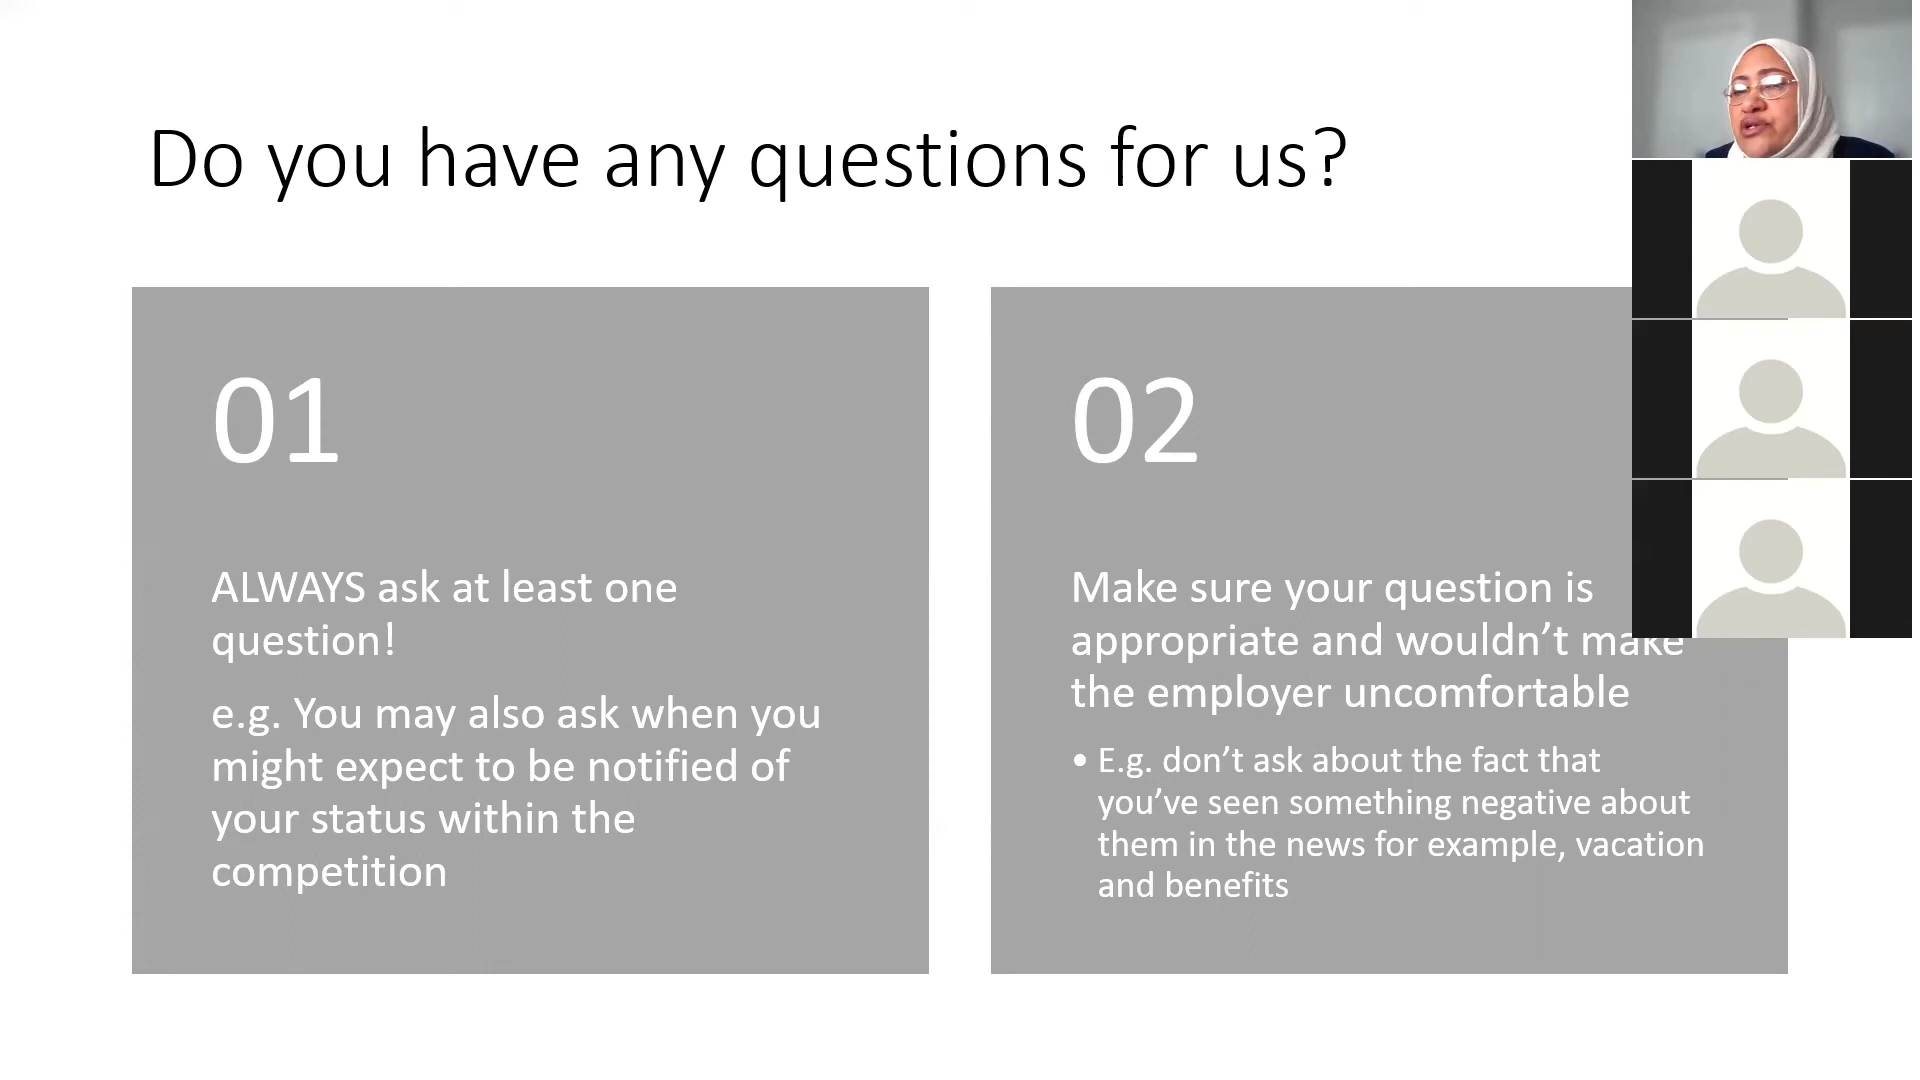 Do you have any questions for us?
01
ALWAYS ask at least one
question!
e.g. You may also ask when you
might expect to be notified of
your status within the
competition
02
Make sure your question is
appropriate and wouldn’t make
the employer uncomfortable
• E.g. don’t ask about the fact that
you’ve seen something negative about
them in the news for example, vacation
and benefits